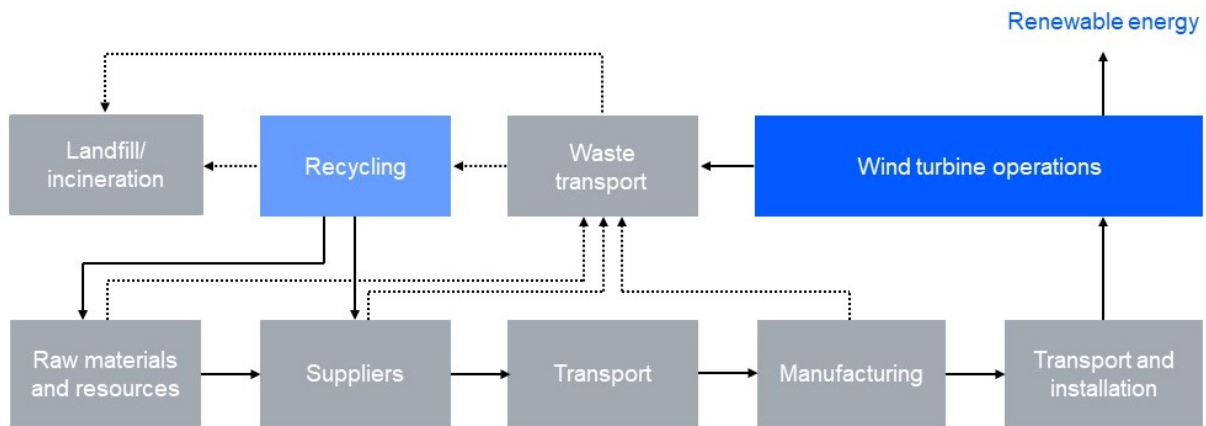 Renewable energy
Landfill/
incineration
Recycling
Waste
transport
Wind turbine operations
Raw materials
and resources
Suppliers
Transport
Manufacturing
Transport and
installation